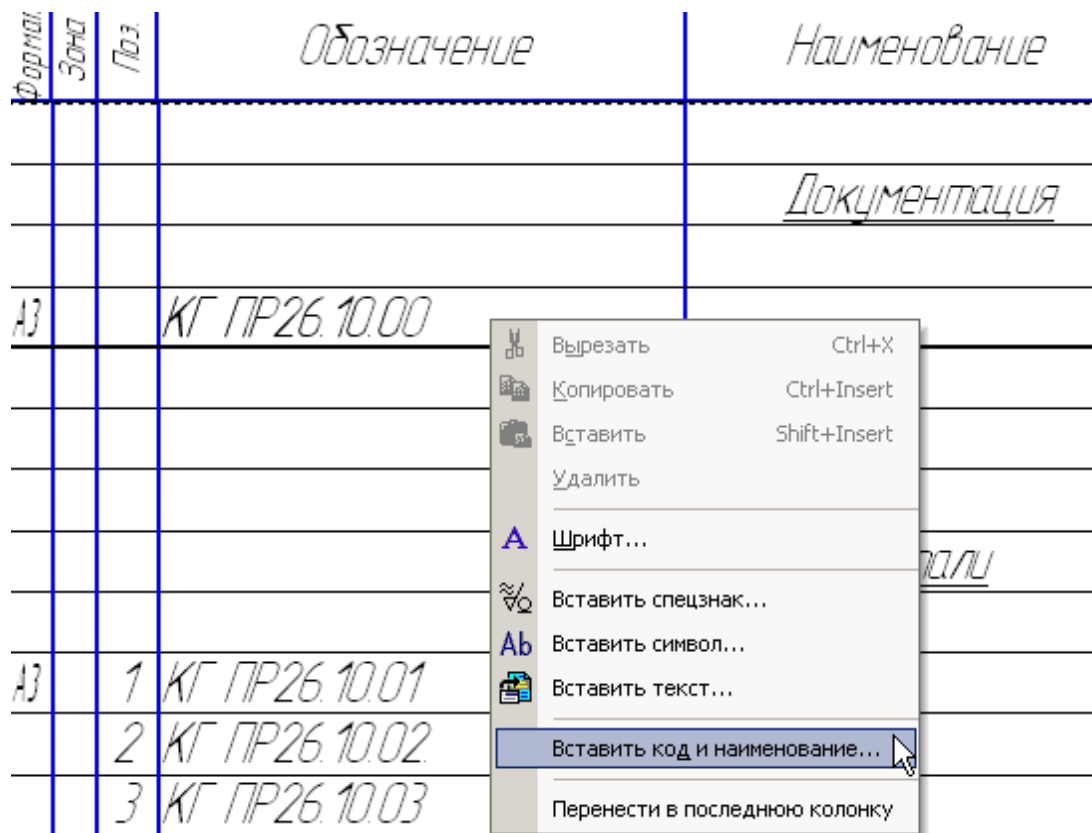 Формат Зона Поз. Обозначение Наименование
Документация
А3 КГ ПР26.10.00
Вырезать Ctrl+X
Копировать Ctrl+Insert
Вставить Shift+Insert
Удалить
Шрифт...
Вставить спецзнак...
Ab Вставить символ...
Вставить текст...
Вставить код и наименование...
Перенести в последнюю колонку
А3 1 КГ ПР26.10.01
2 КГ ПР26.10.02.
3 КГ ПР26.10.03